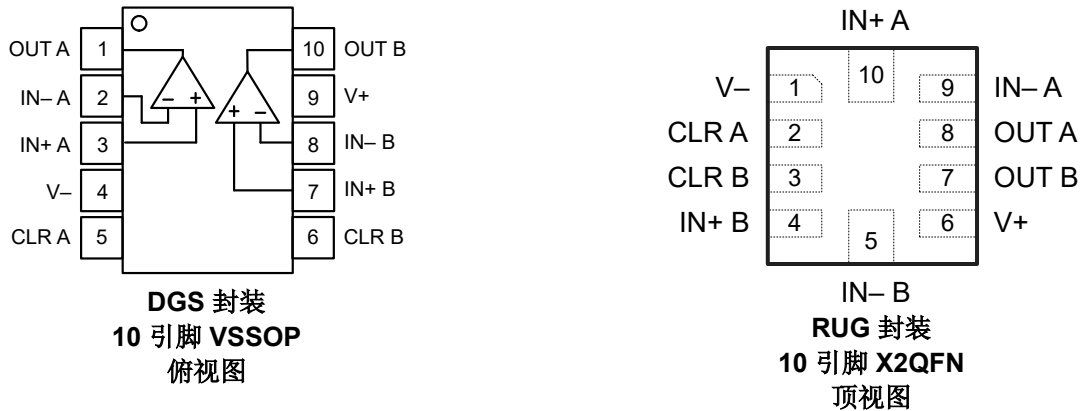 OUT A 1 10 OUT B
IN– A 2 9 V+
– + + –
IN+ A 3 8 IN– B
V– 4 7 IN+ B
CLR A 5 6 CLR B
DGS 封装
10 引脚 VSSOP
俯视图
IN+ A
10
V– 1 9 IN– A
CLR A 2 8 OUT A
CLR B 3 7 OUT B
IN+ B 4 6 V+
5
IN– B
RUG 封装
10 引脚 X2QFN
顶视图